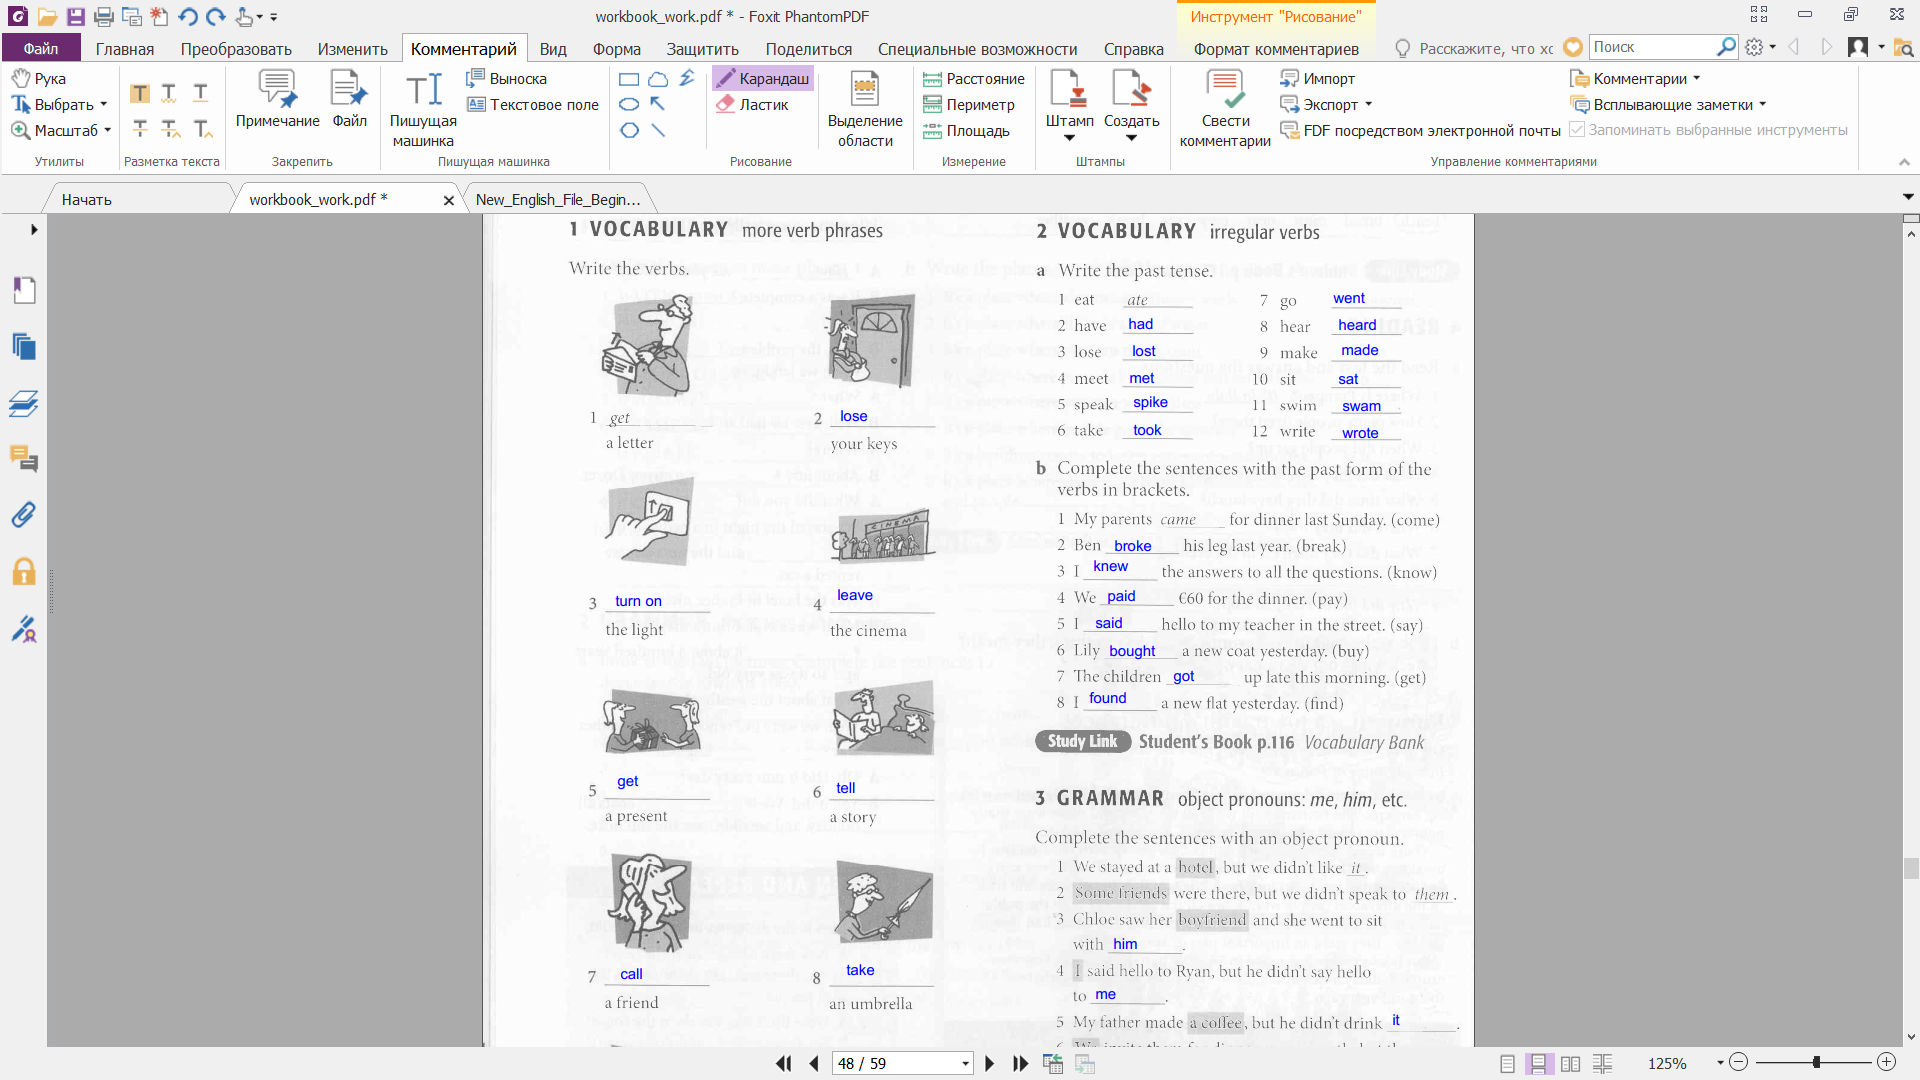 workbook_work.pdf * - Foxit PhantomPDF
Инструмент "Рисование"
Файл Главная Преобразовать Изменить Комментарий Вид Форма Защитить Поделиться Специальные возможности Справка Формат комментариев Расскажите, что хс Поиск
Рука
Выбрать
Масштаб
Утилиты
Разметка текста
Примечание Файл
Закрепить
Пишущая машинка
Выноска
Текстовое поле
Пишущая машинка
Карандаш
Ластик
Рисование
Выделение области
Расстояние
Периметр
Площадь
Измерение
Штамп Создать
Штампы
Свести комментарии
Импорт
Экспорт
FDF посредством электронной почты
Комментарии
Всплывающие заметки
Запоминать выбранные инструменты
Управление комментариями
Начать workbook_work.pdf * New_English_File_Begin...
1 VOCABULARY more verb phrases
Write the verbs.
1 get
a letter
2 lose
your keys
CINEMA
3 turn on
the light
4 leave
the cinema
5 get
a present
6 tell
a story
7 call
a friend
8 take
an umbrella
2 VOCABULARY irregular verbs
a Write the past tense.
1 eat ate 7 go went
2 have had 8 hear heard
3 lose lost 9 make made
4 meet met 10 sit sat
5 speak spike 11 swim swam
6 take took 12 write wrote
b Complete the sentences with the past form of the
verbs in brackets.
1 My parents came for dinner last Sunday. (come)
2 Ben broke his leg last year. (break)
3 I knew the answers to all the questions. (know)
4 We paid €60 for the dinner. (pay)
5 I said hello to my teacher in the street. (say)
6 Lily bought a new coat yesterday. (buy)
7 The children got up late this morning. (get)
8 I found a new flat yesterday. (find)
Study Link Student's Book p.116 Vocabulary Bank
3 GRAMMAR object pronouns: me, him, etc.
Complete the sentences with an object pronoun.
1 We stayed at a hotel, but we didn't like it.
2 Some friends were there, but we didn't speak to them.
3 Chloe saw her boyfriend and she went to sit
with him.
4 I said hello to Ryan, but he didn't say hello
to me.
5 My father made a coffee, but he didn't drink it.
48 / 59
125%